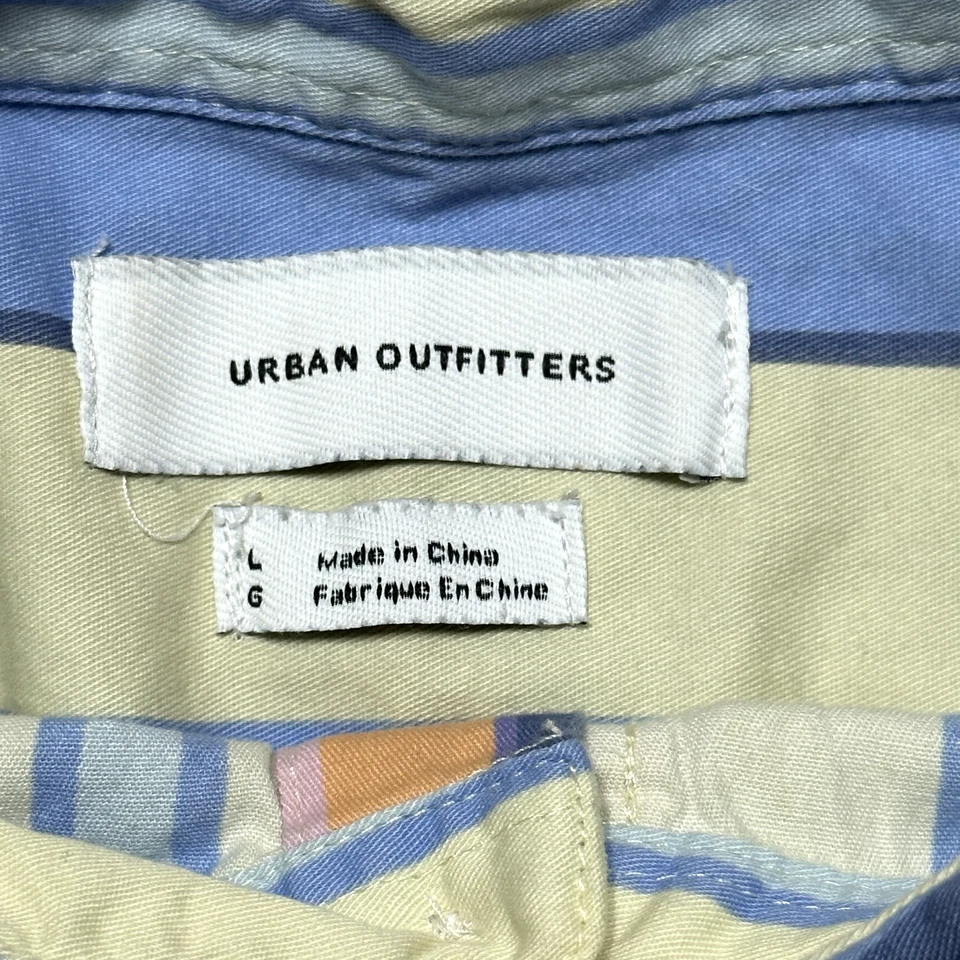 URBAN OUTFITTERS
L Made in China
G Fabrique En Chine